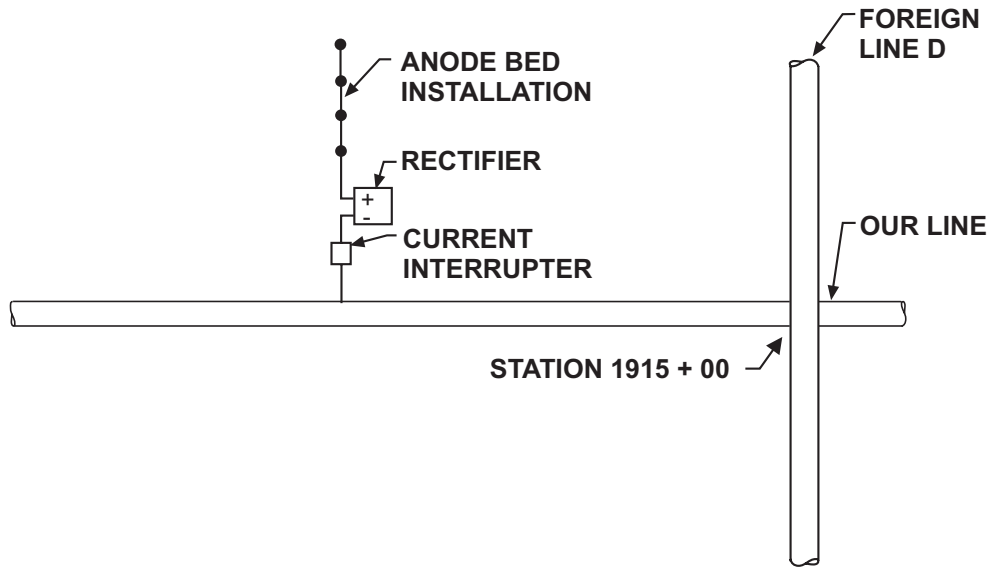 FOREIGN
LINE D
ANODE BED
INSTALLATION
RECTIFIER
+
-
OUR LINE
CURRENT
INTERRUPTER
STATION 1915 + 00